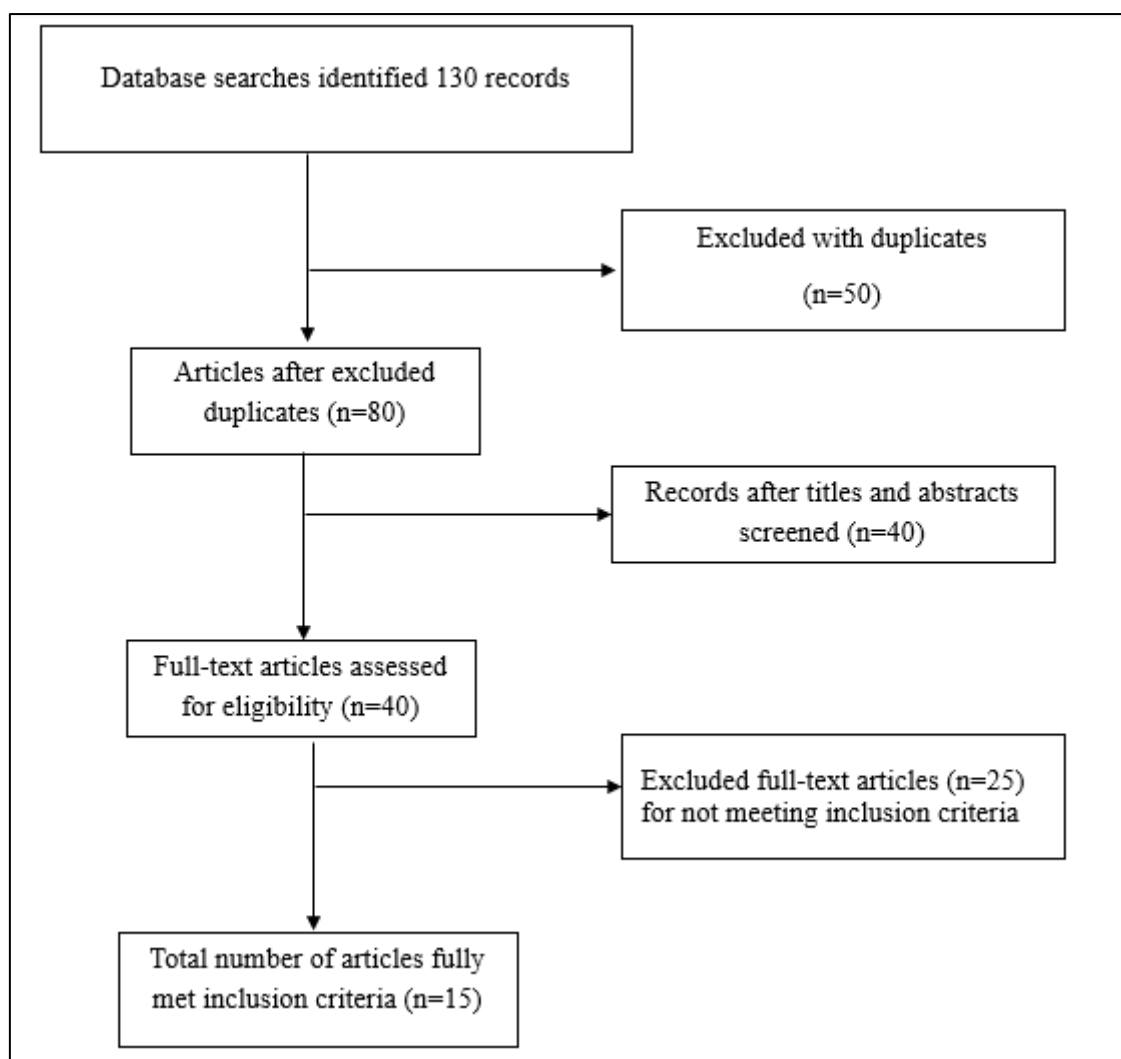 Database searches identified 130 records
Excluded with duplicates
(n=50)
Articles after excluded
duplicates (n=80)
Records after titles and abstracts
screened (n=40)
Full-text articles assessed
for eligibility (n=40)
Excluded full-text articles (n=25)
for not meeting inclusion criteria
Total number of articles fully
met inclusion criteria (n=15)